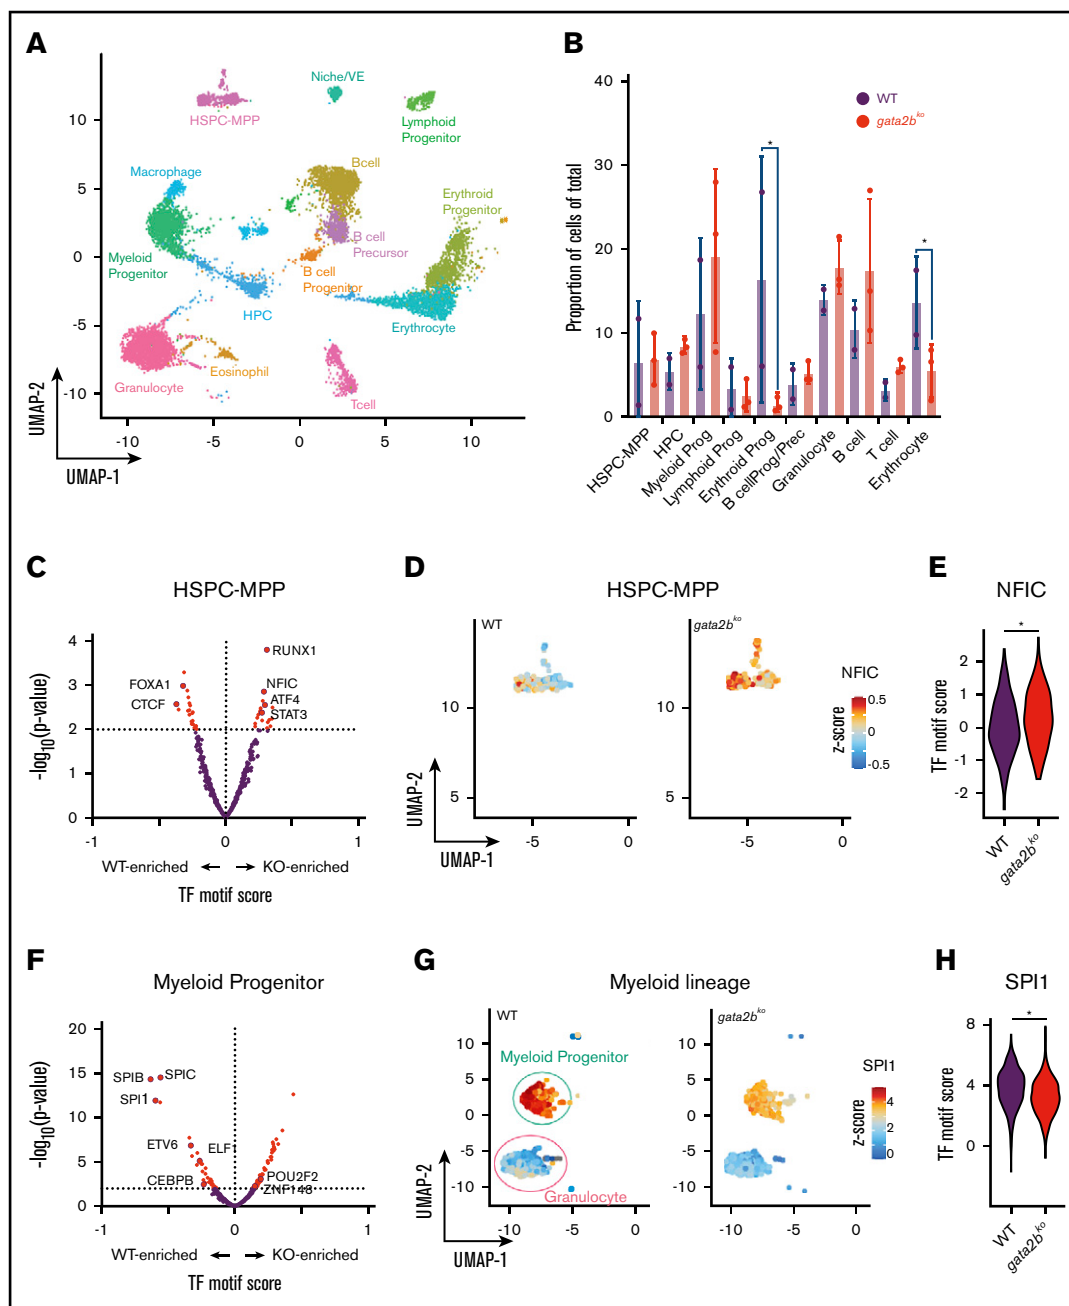 A
15
10
5
0
-5
-10
-10
-5
0
5
10
UMAP-2
UMAP-1
Niche/VE
HSPC-MPP
Lymphoid
Progenitor
Macrophage
Bcell
Erythroid
Progenitor
B cell
Precursor
Myeloid
Progenitor
B cell
Progenitor
HPC
Erythrocyte
Eosinophil
Granulocyte
Tcell
B
Proportion of cells of total
40
30
20
10
0
WT
gata2b^ko
*
*
HSPC-MPP
HPC
Myeloid Prog
Lymphoid Prog
Erythroid Prog
B cellProg/Prec
Granulocyte
B cell
T cell
Erythrocyte
C
HSPC-MPP
-log10(p-value)
4
3
2
1
0
-1
0
1
RUNX1
FOXA1
NFIC
CTCF
ATF4
STAT3
WT-enriched
KO-enriched
TF motif score
D
HSPC-MPP
WT
gata2b^ko
10
5
10
5
-5
0
-5
0
UMAP-2
UMAP-1
NFIC
z-score
0.5
0
-0.5
E
NFIC
*
TF motif score
2
1
0
-1
-2
WT
gata2b^ko
F
Myeloid Progenitor
-log10(p-value)
20
15
10
5
0
-1
0
1
SPIB
SPIC
SPI1
ETV6
ELF1
CEBPB
POU2F2
ZNF148
WT-enriched
KO-enriched
TF motif score
G
Myeloid lineage
WT
gata2b^ko
Myeloid Progenitor
Granulocyte
10
5
0
-5
-10
10
5
0
-5
-10
-10
-5
0
-10
-5
0
UMAP-2
UMAP-1
SPI1
z-score
4
2
0
H
SPI1
*
TF motif score
8
4
0
WT
gata2b^ko